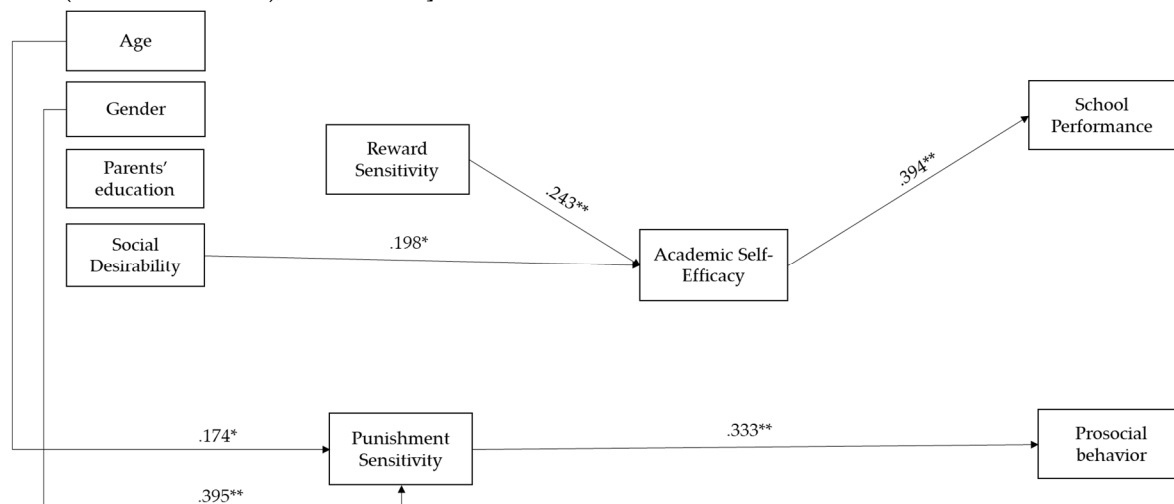 Age
Gender
Parents'
education
Social
Desirability
Reward
Sensitivity
.243**
.198*
Academic Self-
Efficacy
.394**
School
Performance
.174*
.395**
Punishment
Sensitivity
.333**
Prosocial
behavior